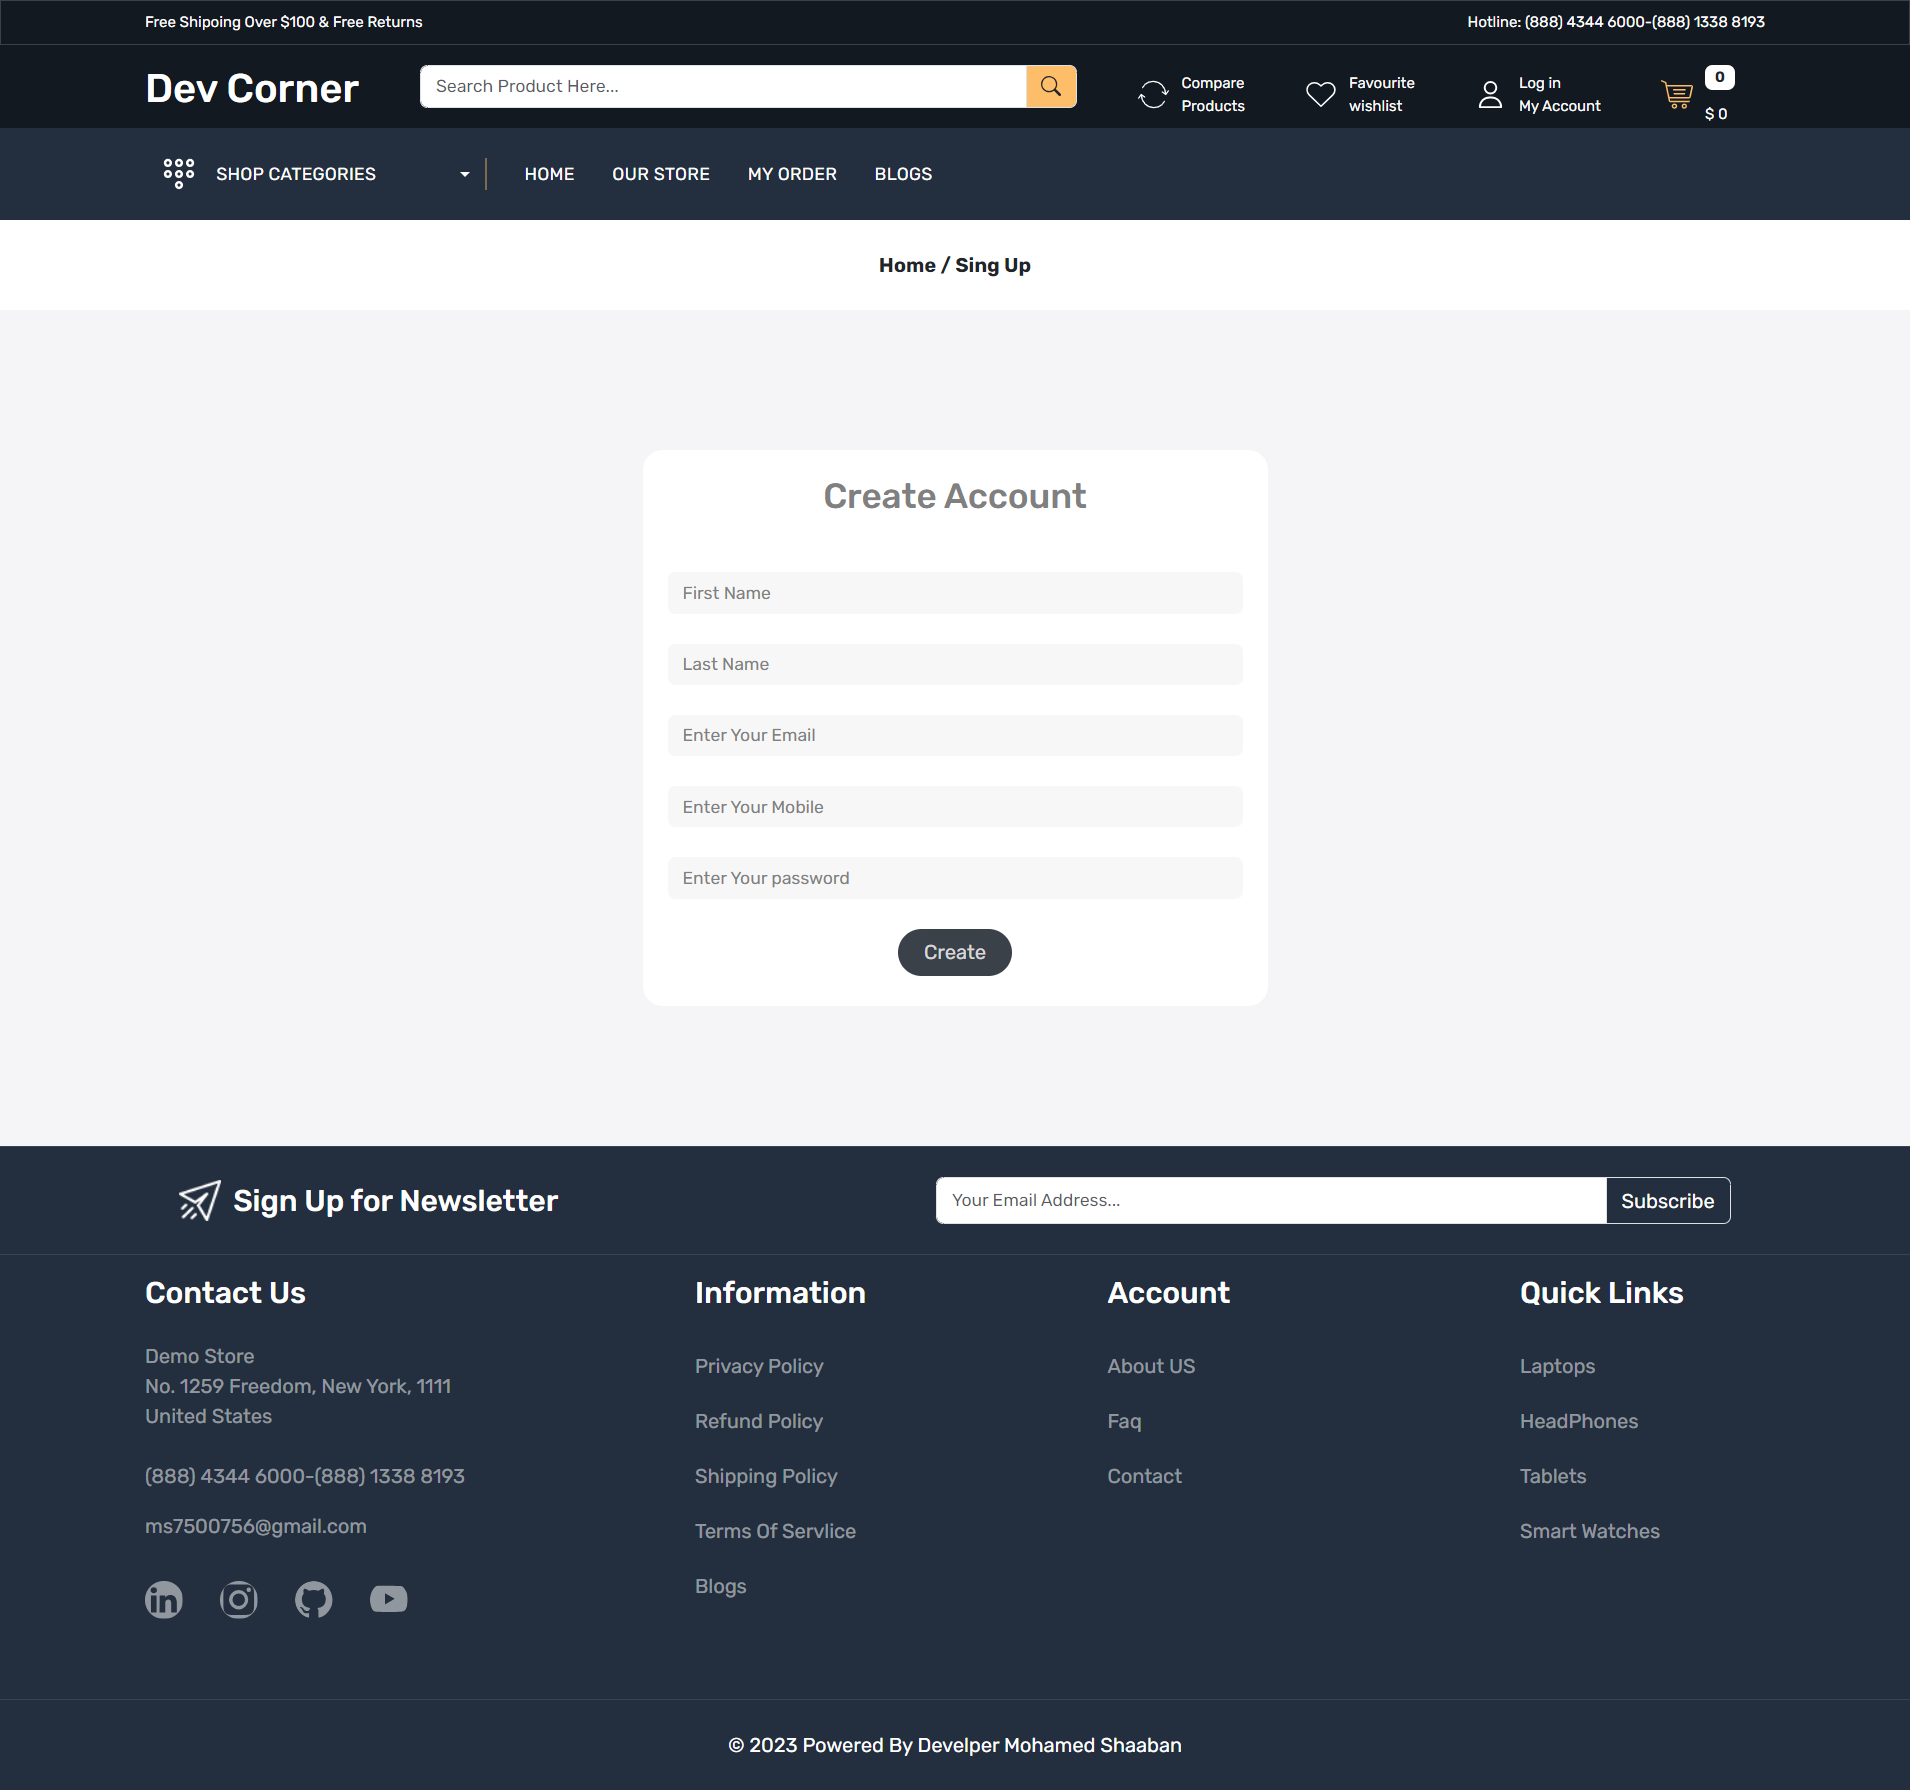 Free Shipoing Over $100 & Free Returns
Hotline: (888) 4344 6000-(888) 1338 8193
Dev Corner
Search Product Here...
Compare
Products
Favourite
wishlist
Log in
My Account
0
$ 0
SHOP CATEGORIES
HOME
OUR STORE
MY ORDER
BLOGS
Home / Sing Up
Create Account
First Name
Last Name
Enter Your Email
Enter Your Mobile
Enter Your password
Create
Sign Up for Newsletter
Your Email Address...
Subscribe
Contact Us
Demo Store
No. 1259 Freedom, New York, 1111
United States
(888) 4344 6000-(888) 1338 8193
ms7500756@gmail.com
Information
Privacy Policy
Refund Policy
Shipping Policy
Terms Of Servlice
Blogs
Account
About US
Faq
Contact
Quick Links
Laptops
HeadPhones
Tablets
Smart Watches
© 2023 Powered By Develper Mohamed Shaaban